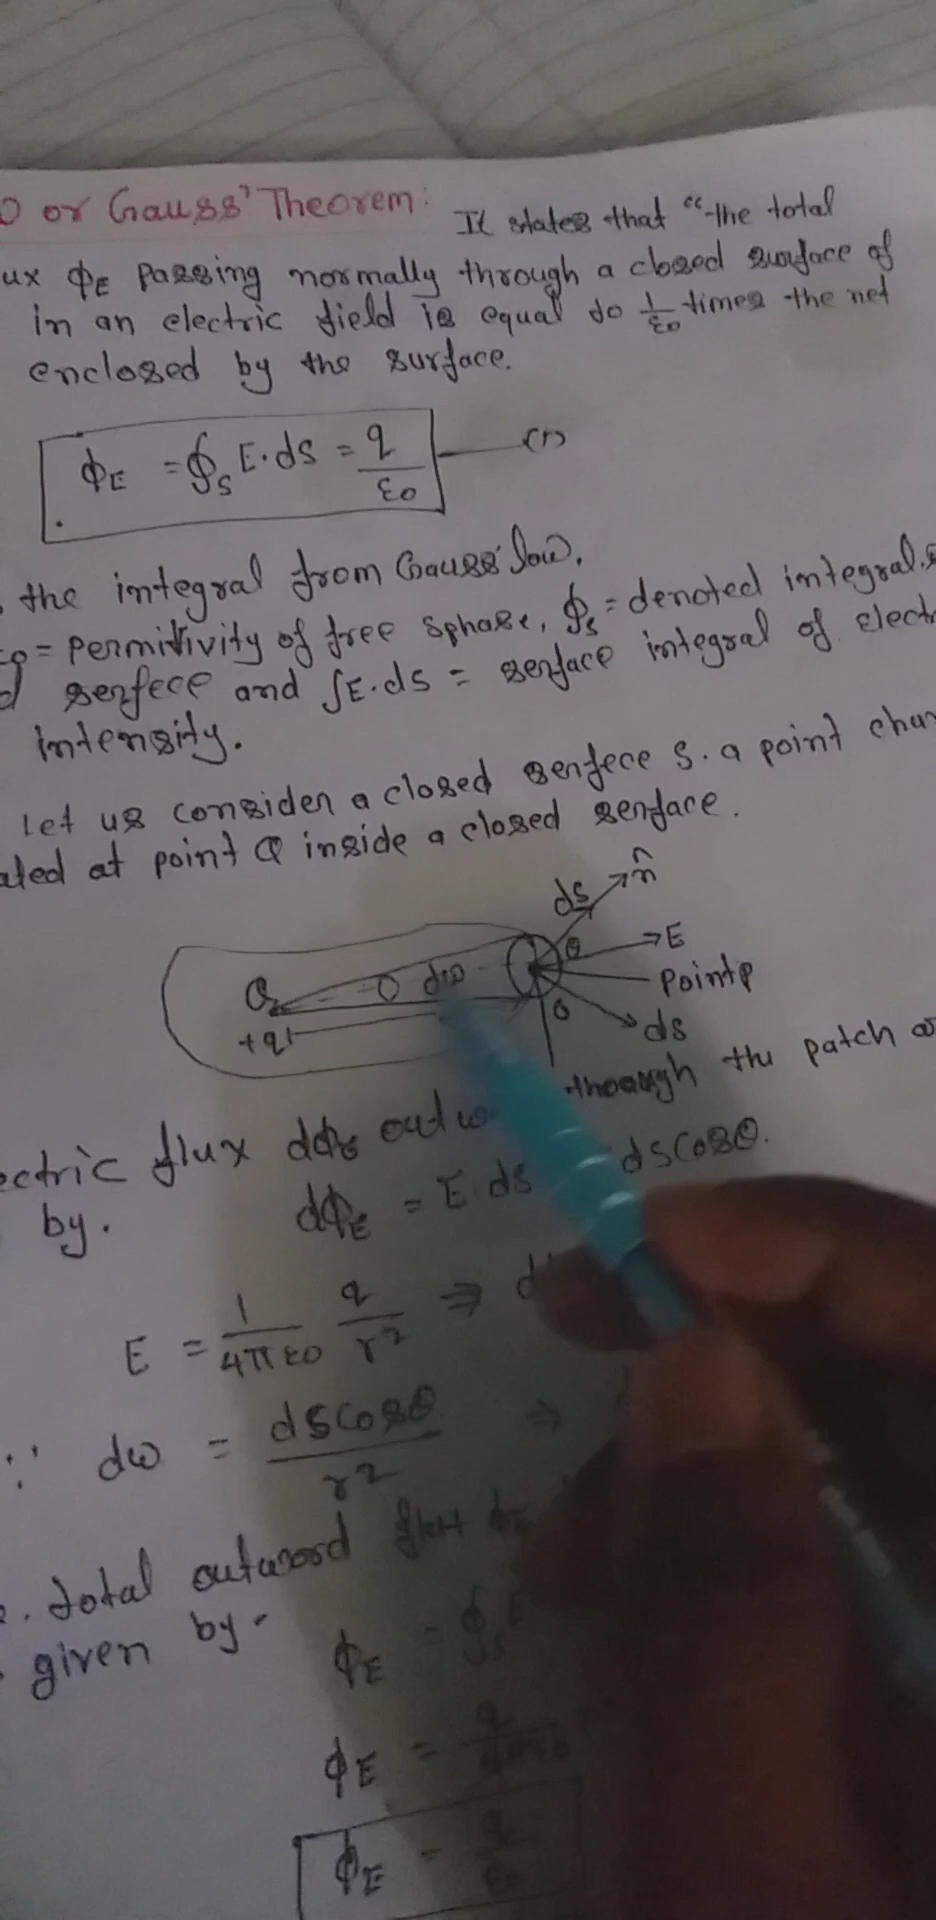 or Gauss' Theorem: It states that "the total
ux ΦE Passing normally through a closed surface of
in an electric field is equal to 1/ε0 times the net
enclosed by the surface.
ΦE = ∮S E.ds = q/ε0 (1)
the integral from Gauss' law.
= Permitivity of free sphase, ∮s = denoted integral
serfece and ∫E.ds = serface integral of elect
intensity.
Let us consider a closed serfece S. a point char
ated at point Q inside a closed serface.
ds n̂
θ E
Q dω Point P
+q θ ds
ectric flux dΦE through the patch
by. dΦE = E.ds dscosθ.
E = 1/4πε0 q/r2 ⇒
∵ dω = dscosθ/r2 ⇒
total outword flux
given by- ΦE = ∮s
ΦE = q
ΦE = q